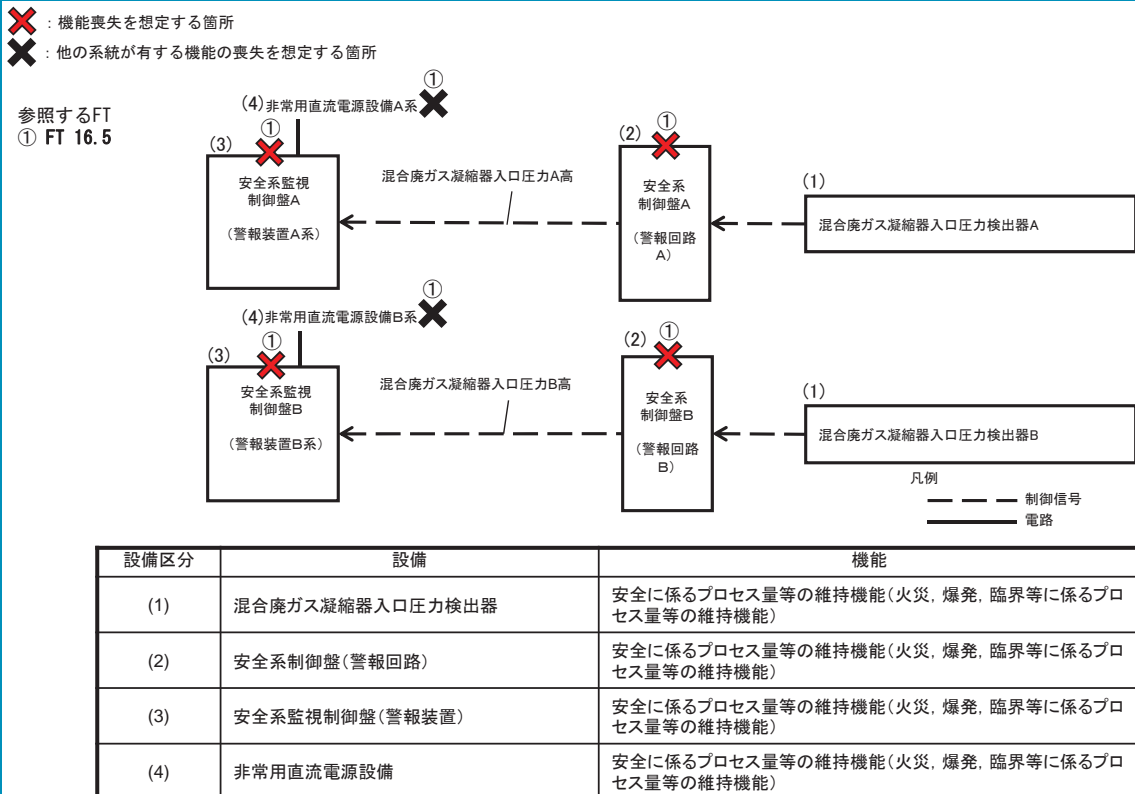 ：機能喪失を想定する箇所
：他の系統が有する機能の喪失を想定する箇所
参照するFT
① FT 16.5
①
(4)非常用直流電源設備A系
(3)
①
安全系監視
制御盤A
（警報装置A系）
混合廃ガス凝縮器入口圧力A高
(2)
①
安全系
制御盤A
（警報回路
A）
(1)
混合廃ガス凝縮器入口圧力検出器A
①
(4)非常用直流電源設備B系
(3)
①
安全系監視
制御盤B
（警報装置B系）
混合廃ガス凝縮器入口圧力B高
(2)
①
安全系
制御盤B
（警報回路
B）
(1)
混合廃ガス凝縮器入口圧力検出器B
凡例
制御信号
電路
設備区分 設備 機能
(1) 混合廃ガス凝縮器入口圧力検出器 安全に係るプロセス量等の維持機能（火災，爆発，臨界等に係るプロ
セス量等の維持機能）
(2) 安全系制御盤（警報回路） 安全に係るプロセス量等の維持機能（火災，爆発，臨界等に係るプロ
セス量等の維持機能）
(3) 安全系監視制御盤（警報装置） 安全に係るプロセス量等の維持機能（火災，爆発，臨界等に係るプロ
セス量等の維持機能）
(4) 非常用直流電源設備 安全に係るプロセス量等の維持機能（火災，爆発，臨界等に係るプロ
セス量等の維持機能）